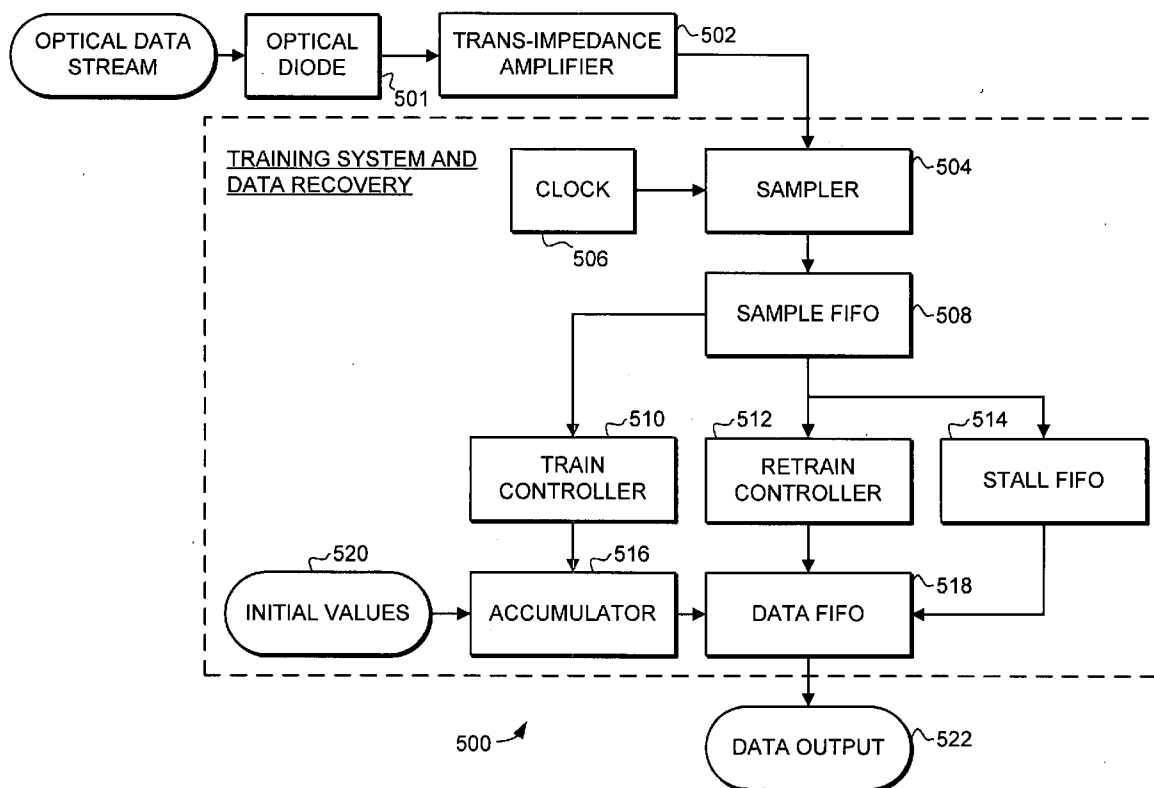 OPTICAL DATA
STREAM
OPTICAL
DIODE
501
TRANS-IMPEDANCE
AMPLIFIER
502
TRAINING SYSTEM AND
DATA RECOVERY
CLOCK
506
SAMPLER
504
SAMPLE FIFO
508
510
TRAIN
CONTROLLER
512
RETRAIN
CONTROLLER
514
STALL FIFO
520
INITIAL VALUES
516
ACCUMULATOR
518
DATA FIFO
500
DATA OUTPUT
522